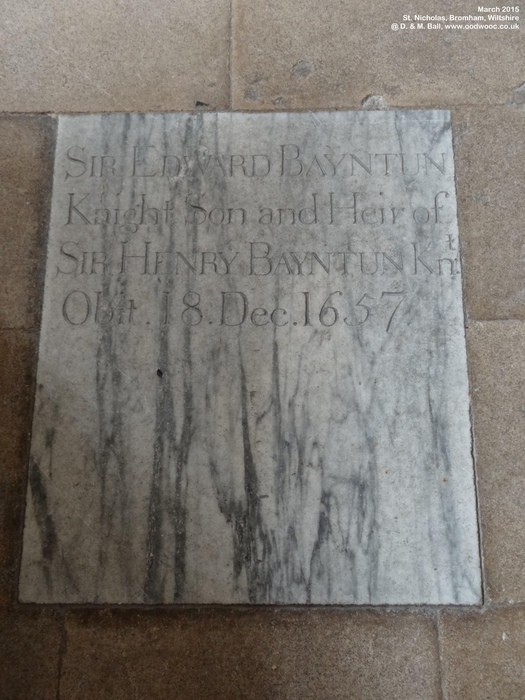 March 2015
St. Nicholas, Bromham, Wiltshire
@ D. & M. Ball, www.oodwooc.co.uk
SIR EDWARD BAYNTUN
Knight Son and Heir of
SIR HENRY BAYNTUN Knt.
Obit. 18. Dec. 1657.